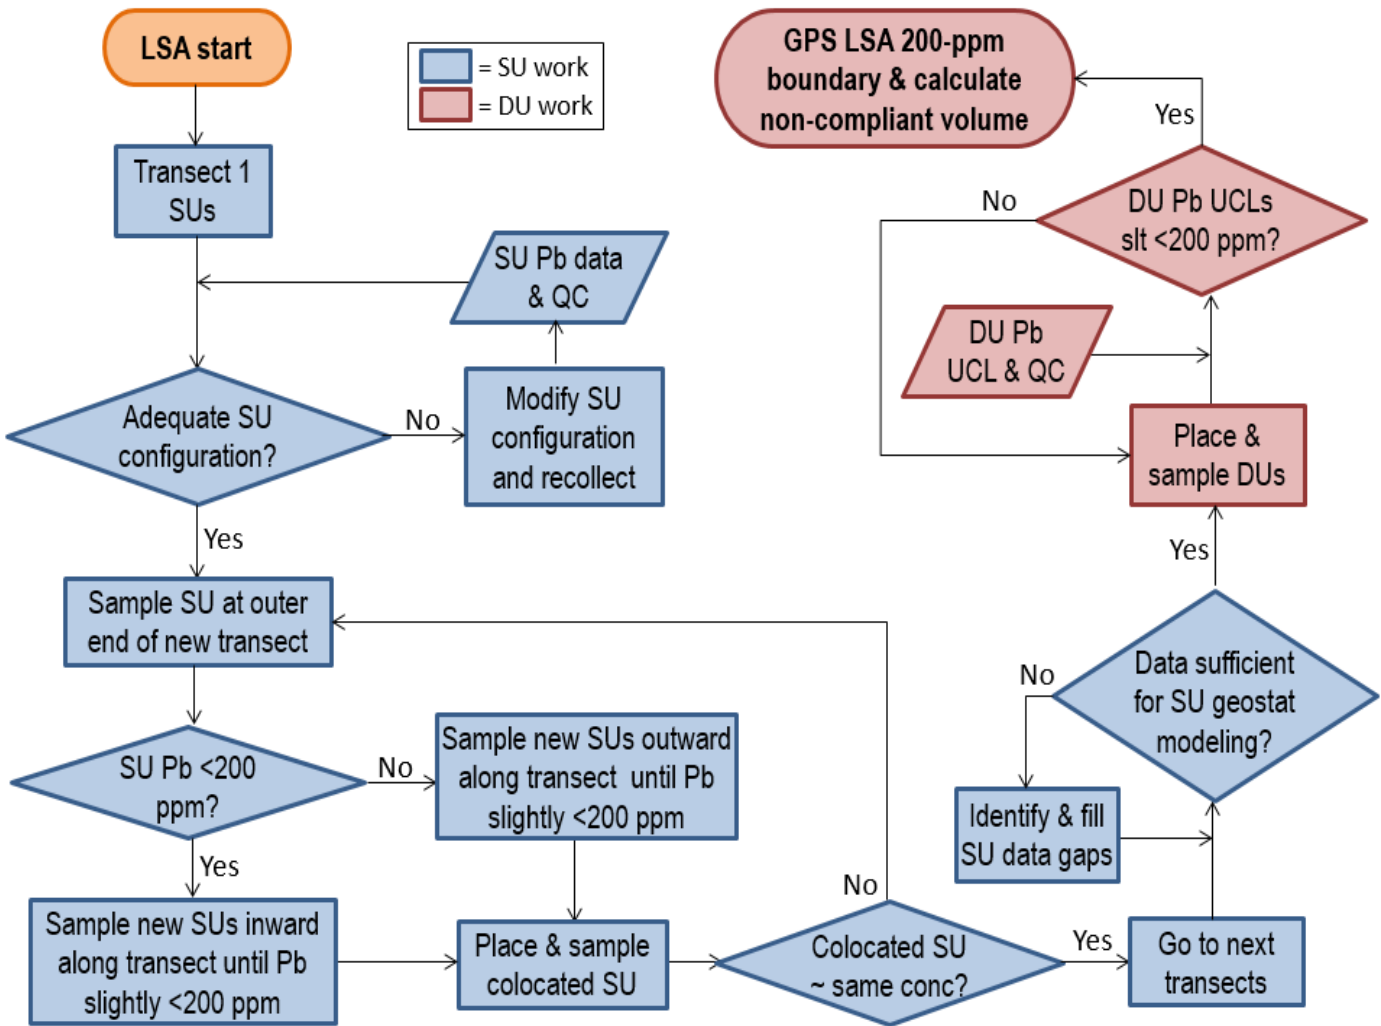 LSA start
= SU work
= DU work
GPS LSA 200-ppm
boundary & calculate
non-compliant volume
Yes
Transect 1
SUs
No
DU Pb UCLs
slt <200 ppm?
SU Pb data
& QC
DU Pb
UCL & QC
Adequate SU
configuration?
No
Modify SU
configuration
and recollect
Place &
sample DUs
Yes
Yes
Sample SU at outer
end of new transect
Data sufficient
for SU geostat
modeling?
No
SU Pb <200
ppm?
No
Sample new SUs outward
along transect until Pb
slightly <200 ppm
Identify & fill
SU data gaps
Yes
No
Sample new SUs inward
along transect until Pb
slightly <200 ppm
Place & sample
colocated SU
Colocated SU
~ same conc?
Yes
Go to next
transects